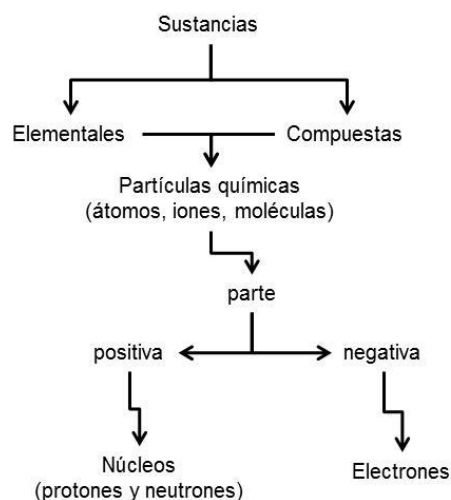 Sustancias
Elementales
Compuestas
Partículas químicas
(átomos, iones, moléculas)
parte
positiva
negativa
Núcleos
(protones y neutrones)
Electrones